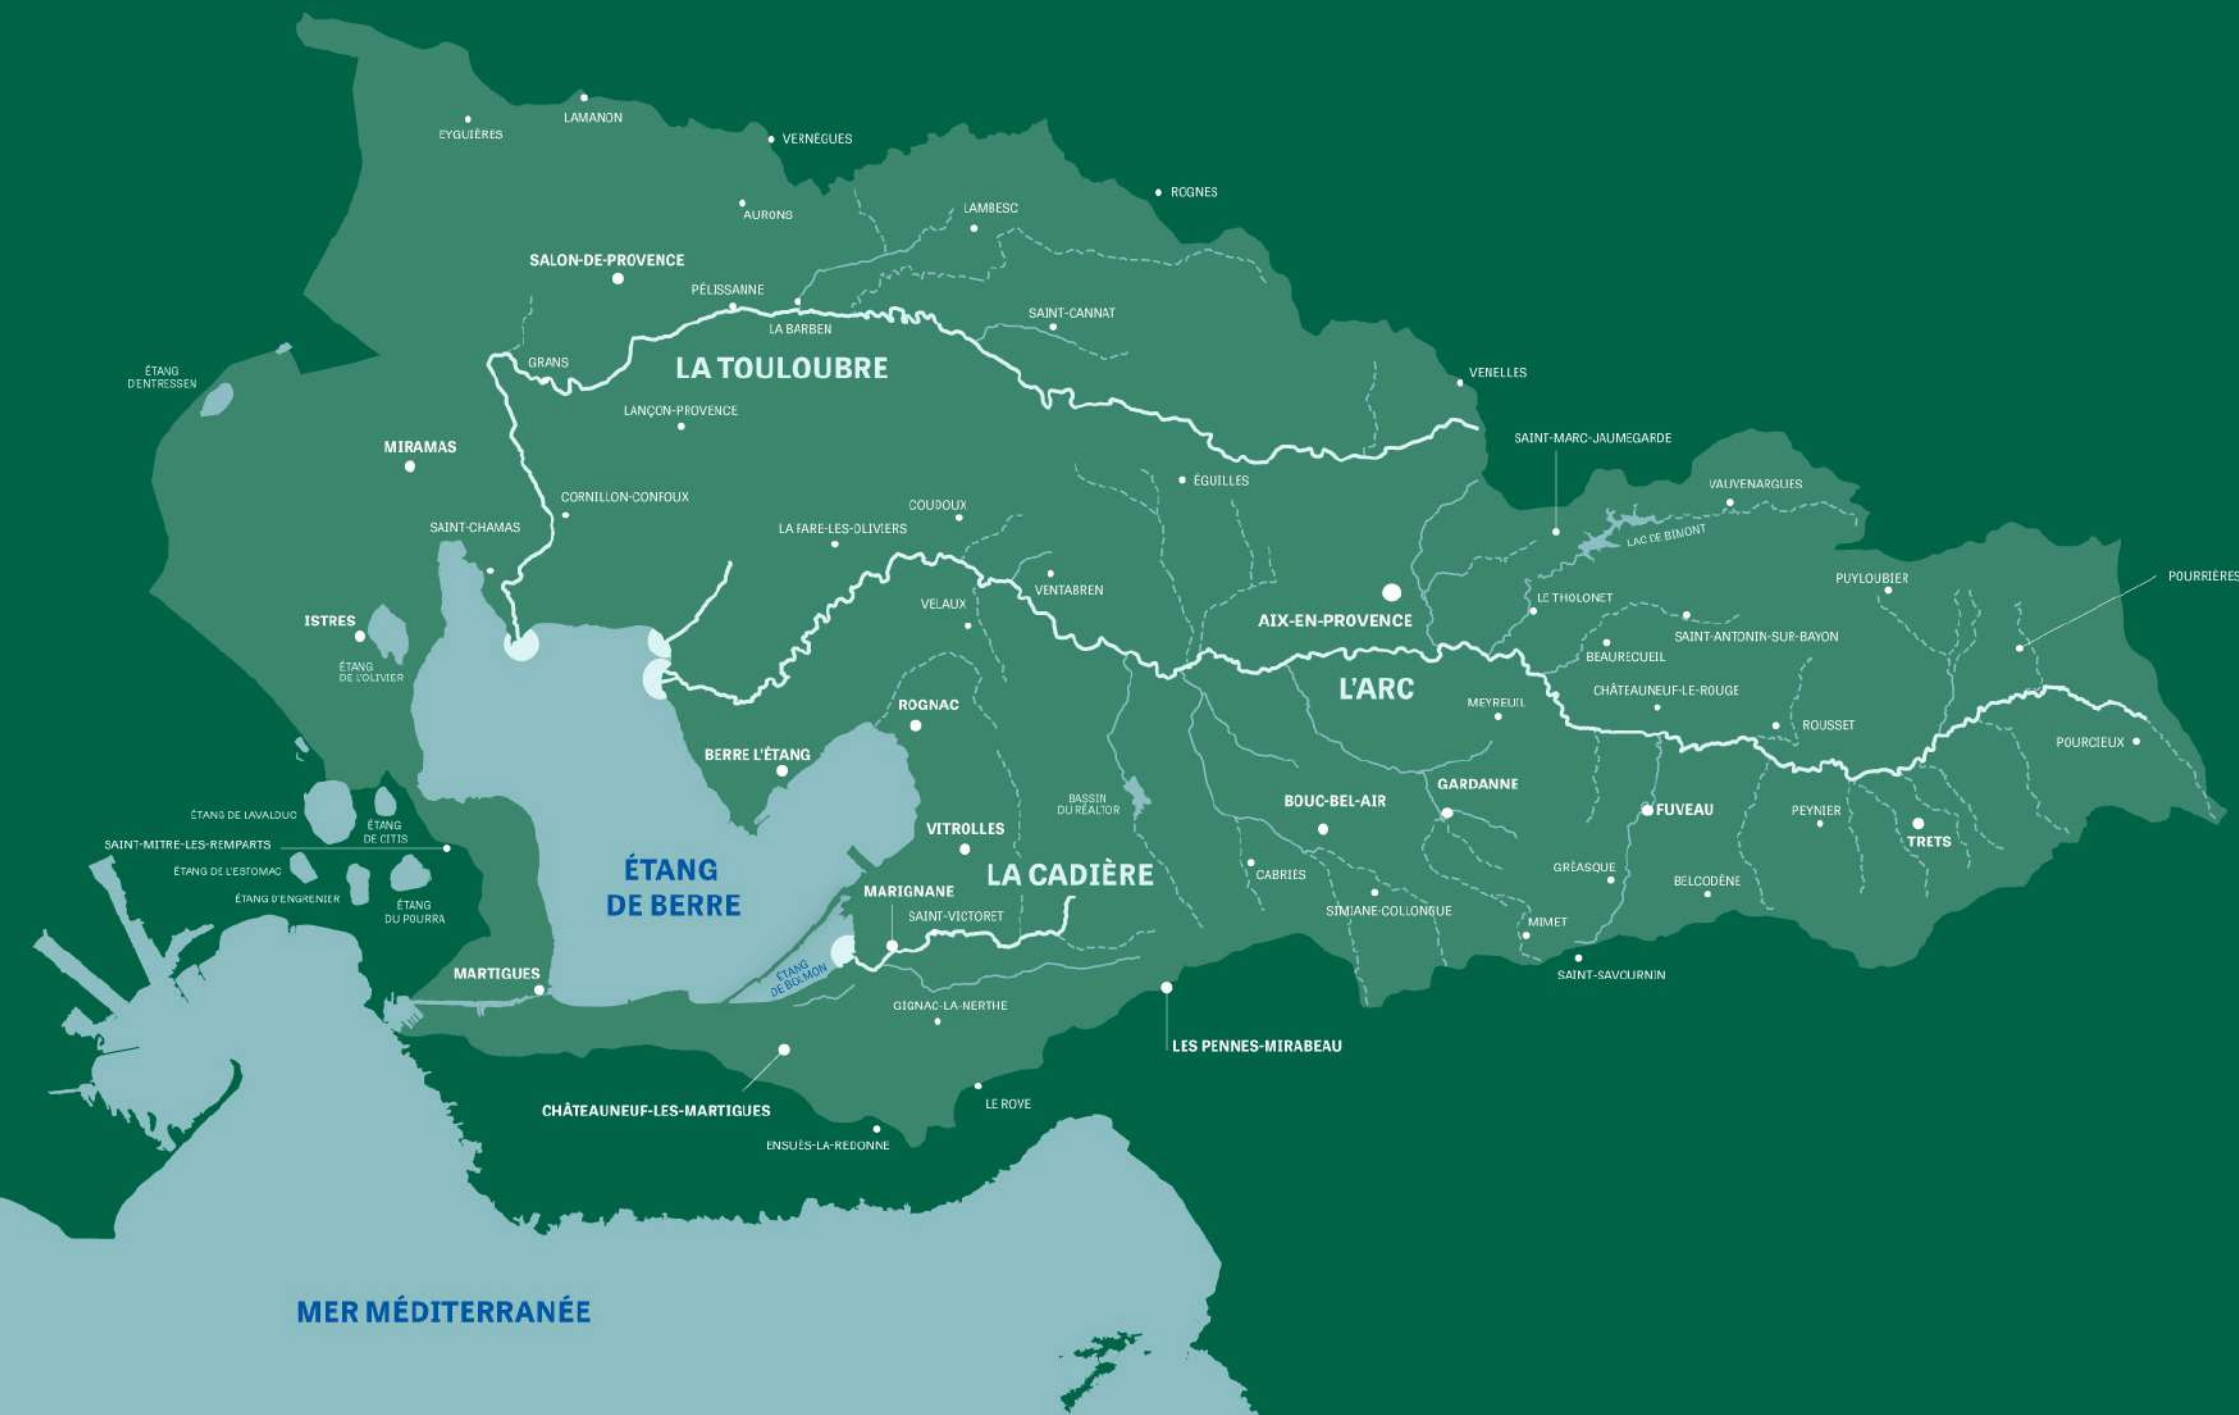 LAMANON
EYGUIÈRES
VERNÈGUES
ROGNES
LAMBESC
AURONS
SALON-DE-PROVENCE
PÉLISSANNE
SAINT-CANNAT
LA BARBEN
GRANS
LA TOULOUBRE
ÉTANG
D'ENTRESSEN
VENELLES
LANÇON-PROVENCE
MIRAMAS
SAINT-MARC-JAUMEGARDE
ÉGUILLES
VAUVENARGUES
CORNILLON-CONFOUX
COUDOUX
SAINT-CHAMAS
LA FARE-LES-OLIVIERS
LAC DE BIMONT
POURRIÈRES
PUYLOUBIER
VENTABREN
VELAUX
LE THOLONET
ISTRES
AIX-EN-PROVENCE
SAINT-ANTONIN-SUR-BAYON
BEAURECUEIL
ÉTANG
DE L'OLIVIER
L'ARC
CHÂTEAUNEUF-LE-ROUGE
MEYREUIL
ROGNAC
ROUSSET
POURCIEUX
BERRE L'ÉTANG
GARDANNE
BASSIN
DU RÉALTOR
BOUC-BEL-AIR
FUVEAU
PEYNIER
ÉTANG DE LAVALDUC
ÉTANG
DE CITIS
VITROLLES
TRETS
SAINT-MITRE-LES-REMPARTS
ÉTANG DE L'ESTOMAC
ÉTANG
DE BERRE
LA CADIÈRE
CABRIÈS
GRÉASQUE
BELCODÈNE
ÉTANG D'ENGRENIER
ÉTANG
DU POURRA
MARIGNANE
SAINT-VICTORET
SIMIANE-COLLONGUE
MIMET
MARTIGUES
ÉTANG
DE BOLMON
SAINT-SAVOURNIN
GIGNAC-LA-NERTHE
LES PENNES-MIRABEAU
CHÂTEAUNEUF-LES-MARTIGUES
LE ROVE
ENSUÈS-LA-REDONNE
MER MÉDITERRANÉE